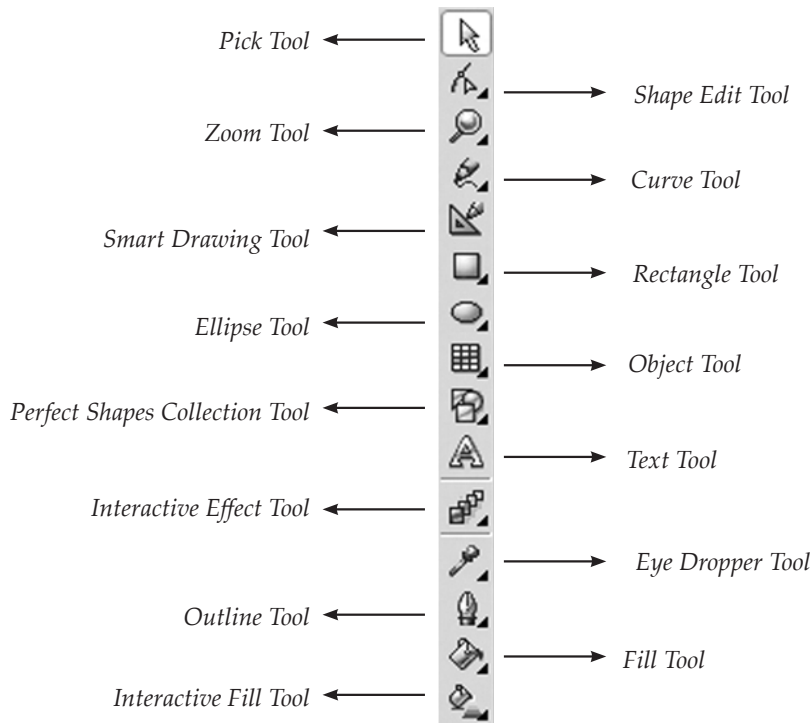 Pick Tool
Shape Edit Tool
Zoom Tool
Curve Tool
Smart Drawing Tool
Rectangle Tool
Ellipse Tool
Object Tool
Perfect Shapes Collection Tool
Text Tool
Interactive Effect Tool
Eye Dropper Tool
Outline Tool
Fill Tool
Interactive Fill Tool